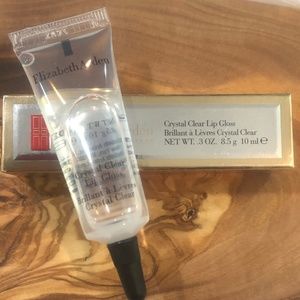 Elizabeth Arden
Crystal Clear
Lip Gloss
Brillant à Lèvres
Crystal Clear
Crystal Clear Lip Gloss
Brillant à Lèvres Crystal Clear
NET WT. .3 OZ. 8.5 g 10 ml e